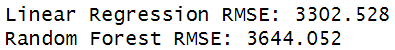 Linear Regression RMSE: 3302.528
Random Forest RMSE: 3644.052